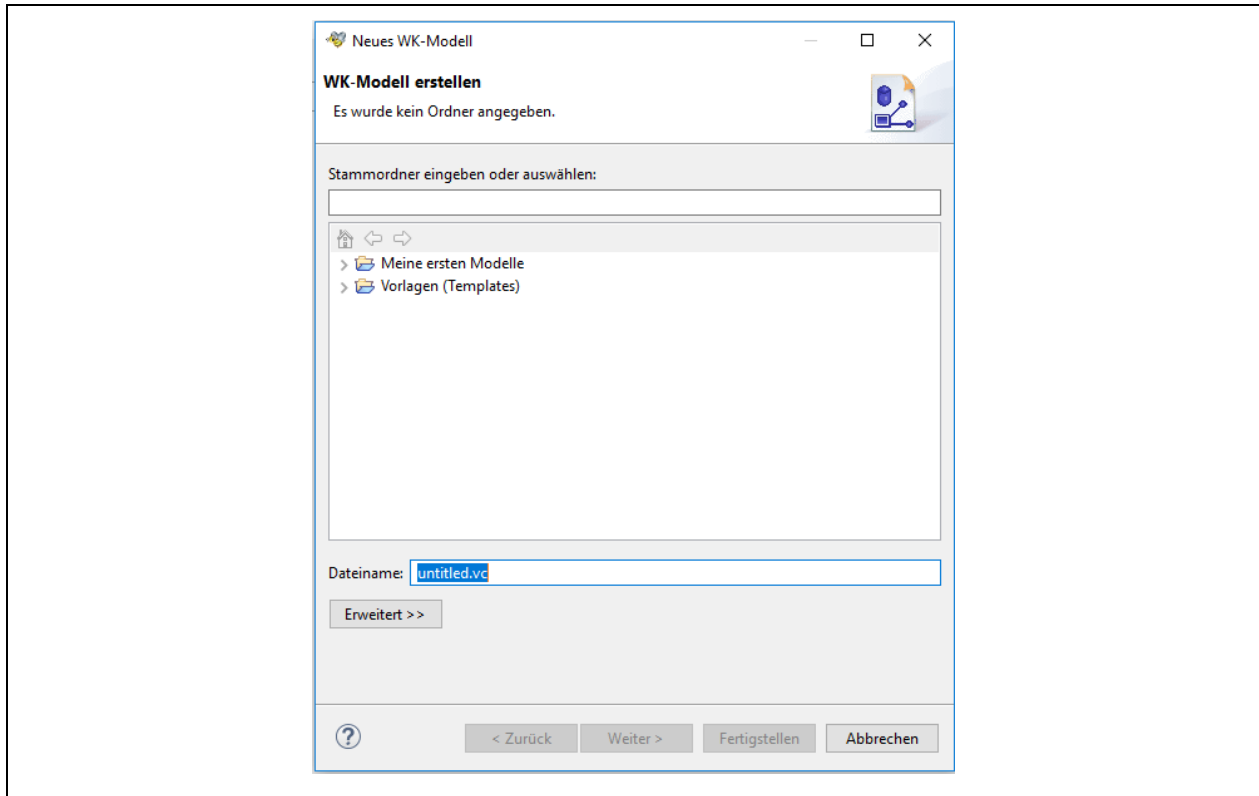 Neues WK-Modell
WK-Modell erstellen
Es wurde kein Ordner angegeben.
Stammordner eingeben oder auswählen:
Meine ersten Modelle
Vorlagen (Templates)
Dateiname: untitled.vc
Erweitert >>
? < Zurück Weiter > Fertigstellen Abbrechen